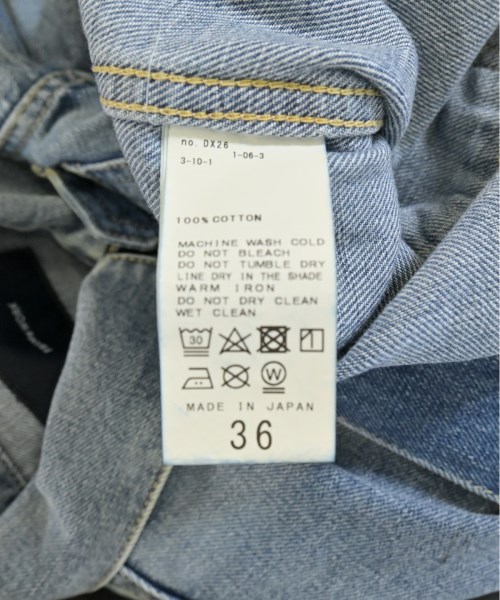 no. DX26
3-10-1 1-06-3
100% COTTON
MACHINE WASH COLD
DO NOT BLEACH
DO NOT TUMBLE DRY
LINE DRY IN THE SHADE
WARM IRON
DO NOT DRY CLEAN
WET CLEAN
30
W
MADE IN JAPAN
36